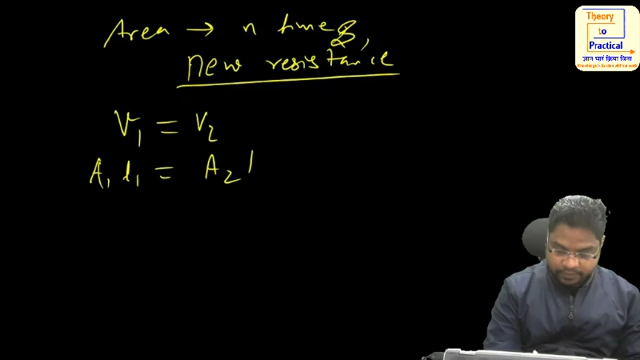 Area → n times,
new resistance
V₁ = V₂
A₁ l₁ = A₂ l
Theory
to
Practical
ज्ञानं भारं क्रियां विना